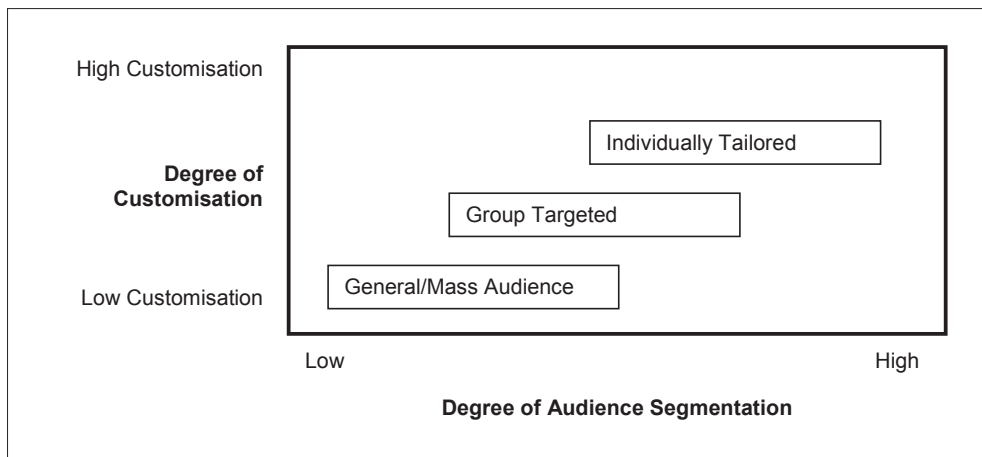 High Customisation
Individually Tailored
Degree of
Customisation
Group Targeted
General/Mass Audience
Low Customisation
Low
High
Degree of Audience Segmentation